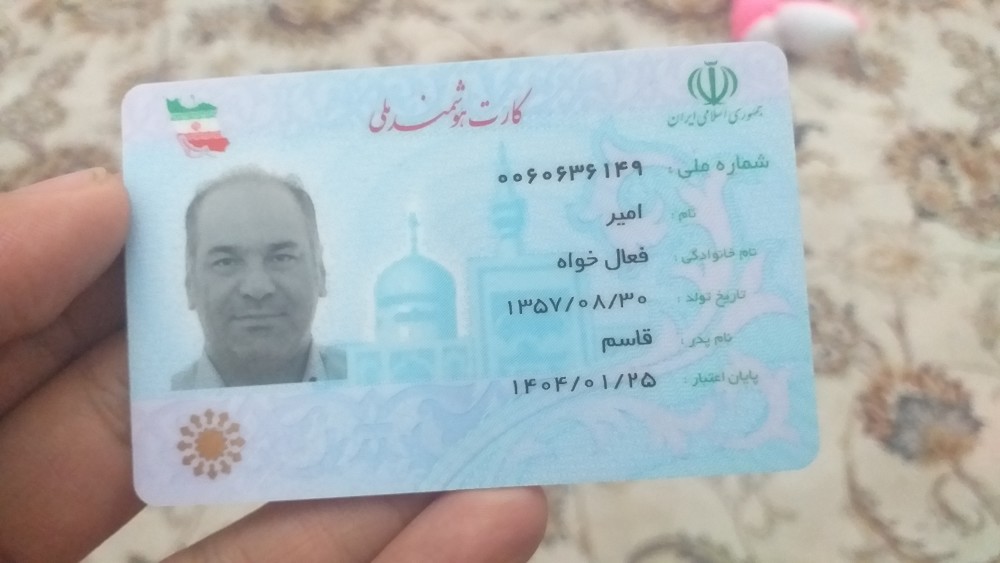 کارت هوشمند ملی
جمهوری اسلامی ایران
شماره ملی: ۰۰۶۰۶۳۶۱۴۹
نام: امیر
نام خانوادگی: فعال خواه
تاریخ تولد: ۱۳۵۷/۰۸/۳۰
نام پدر: قاسم
پایان اعتبار: ۱۴۰۴/۰۱/۲۵